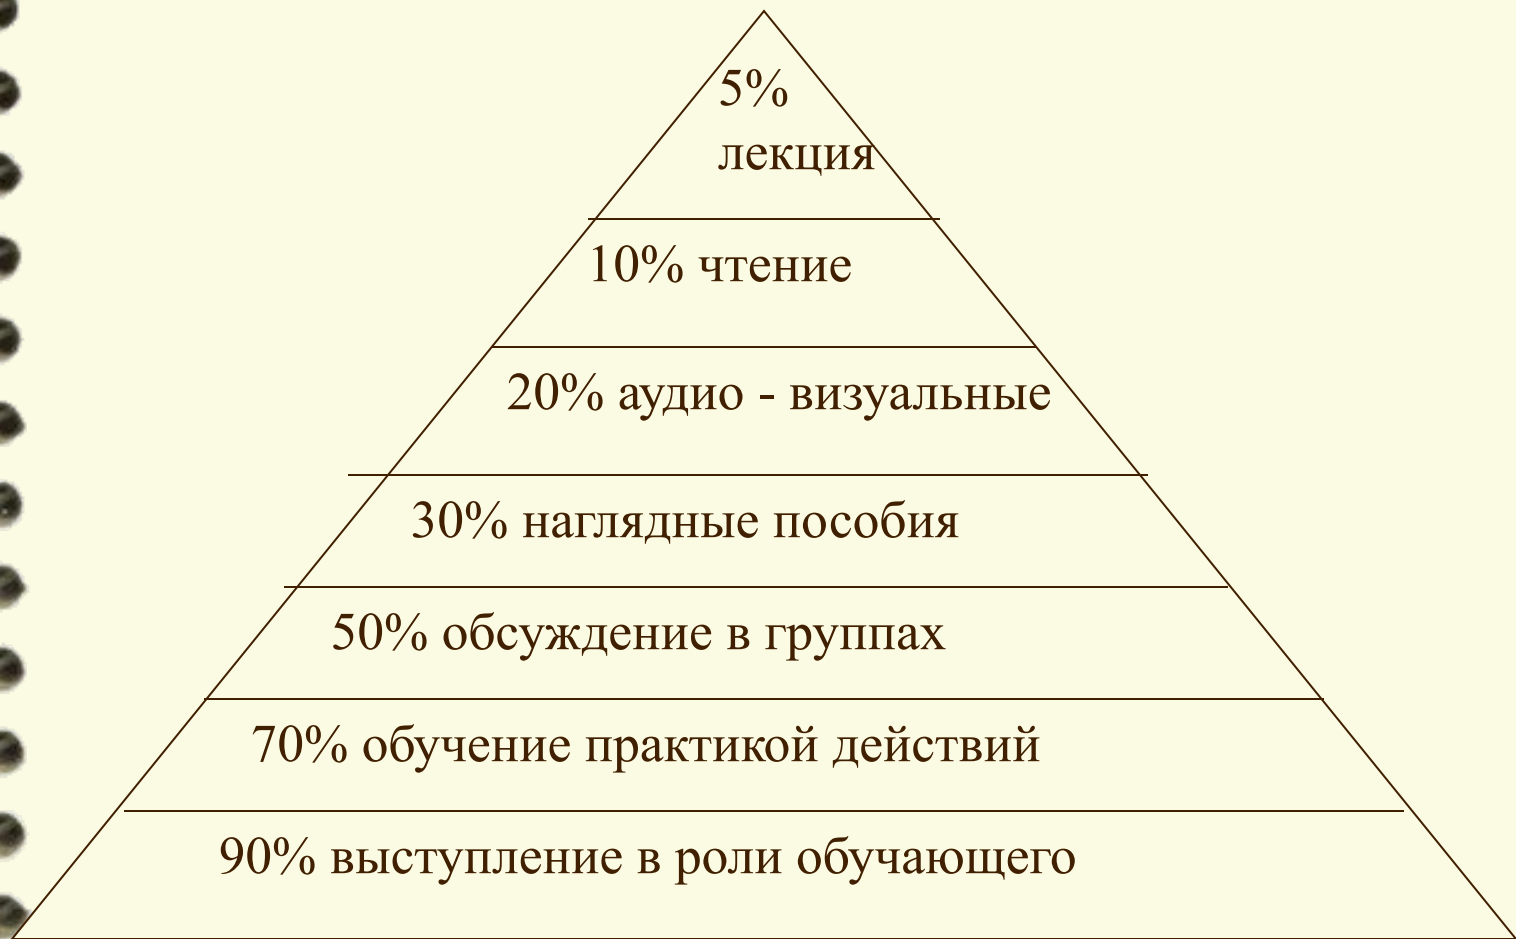 5%
лекция
10% чтение
20% аудио - визуальные
30% наглядные пособия
50% обсуждение в группах
70% обучение практикой действий
90% выступление в роли обучающего